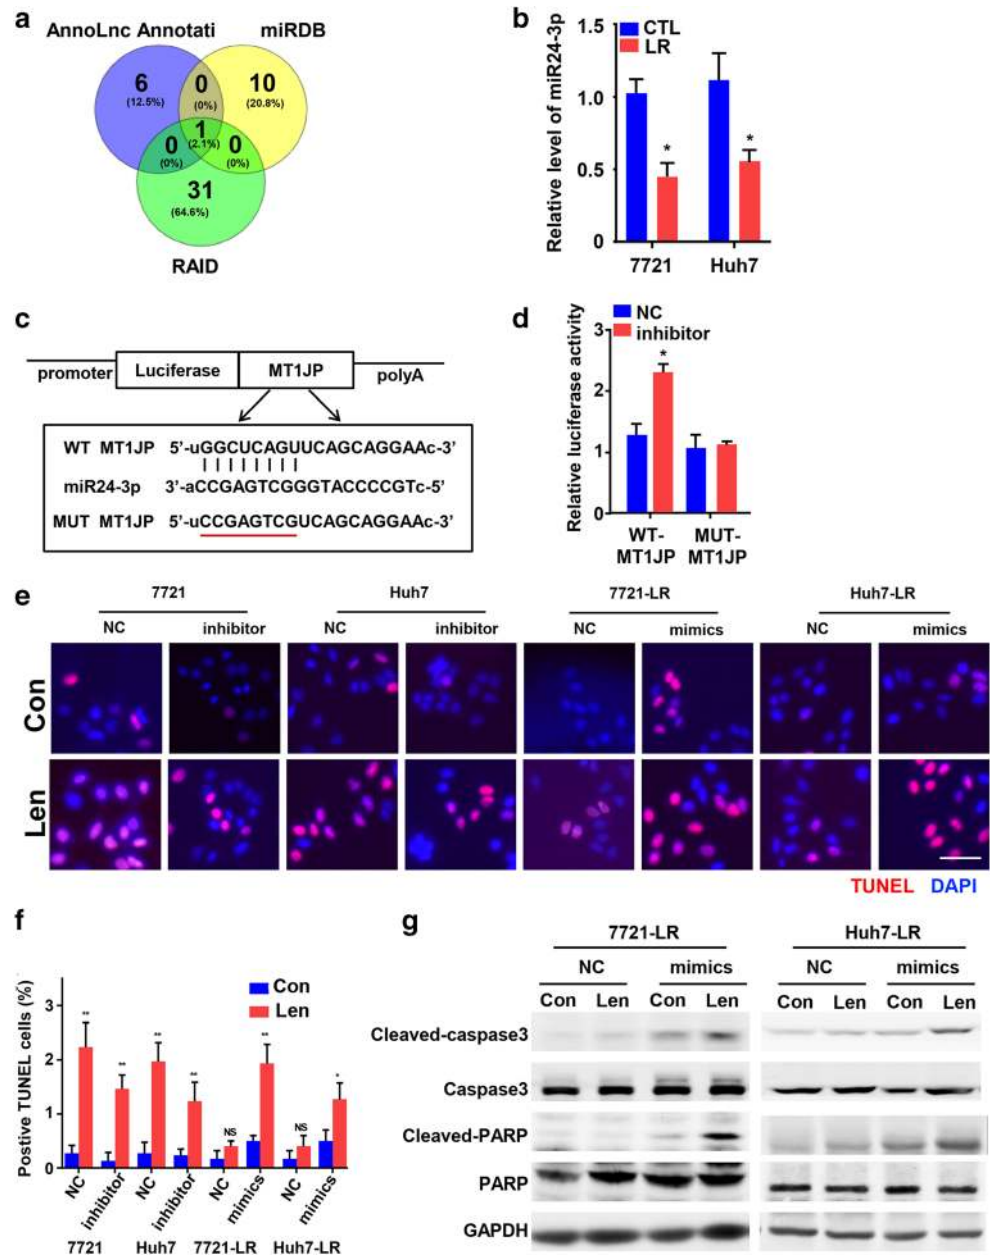 a
AnnoLnc Annotati miRDB
6
(12.5%)
0
(0%)
10
(20.8%)
1
(2.1%)
0
(0%)
0
(0%)
31
(64.6%)
RAID
b
Relative level of miR24-3p
1.5
1.0
0.5
0
CTL
LR
*
*
7721 Huh7
c
promoter Luciferase MT1JP polyA
WT MT1JP 5'-uGGCUCAGUUCAGCAGGAAc-3'
miR24-3p 3'-aCCGAGTCGGGTACCCCGTc-5'
MUT MT1JP 5'-uCCGAGTCGUCAGCAGGAAc-3'
d
Relative luciferase activity
3
2
1
0
NC
inhibitor
*
WT-MT1JP
MUT-MT1JP
e
7721 Huh7 7721-LR Huh7-LR
NC inhibitor NC inhibitor NC mimics NC mimics
Con
Len
TUNEL DAPI
f
Postive TUNEL cells (%)
3
2
1
0
Con
Len
** ** ** ** NS ** NS *
NC inhibitor NC inhibitor NC mimics NC mimics
7721 Huh7 7721-LR Huh7-LR
g
7721-LR Huh7-LR
NC mimics NC mimics
Con Len Con Len Con Len Con Len
Cleaved-caspase3
Caspase3
Cleaved-PARP
PARP
GAPDH